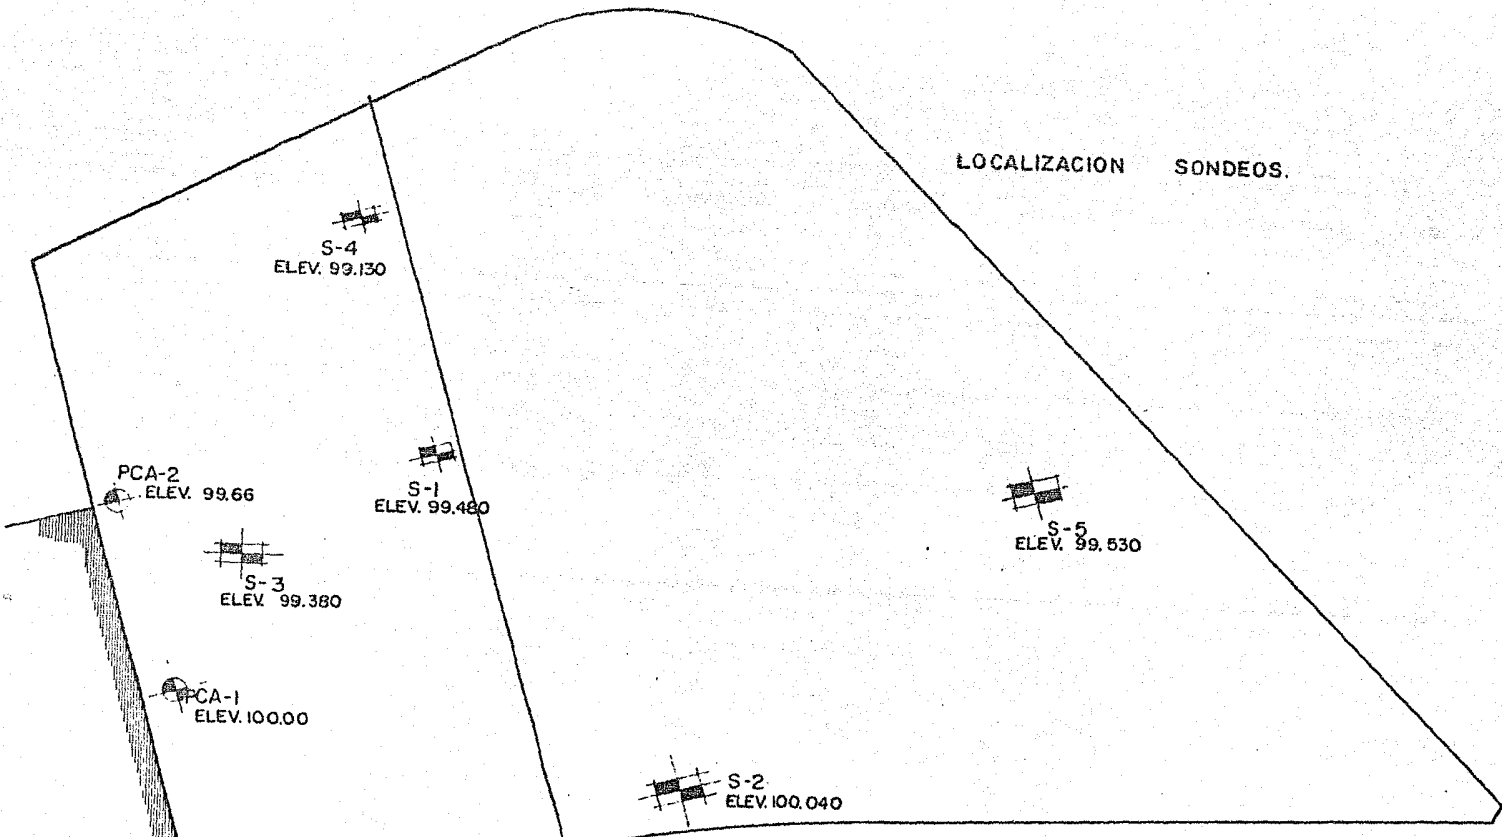 LOCALIZACION SONDEOS.
S-4
ELEV. 99.130
PCA-2
ELEV. 99.66
S-1
ELEV. 99.480
S-5
ELEV. 99.530
S-3
ELEV. 99.380
PCA-1
ELEV. 100.00
S-2
ELEV. 100.040